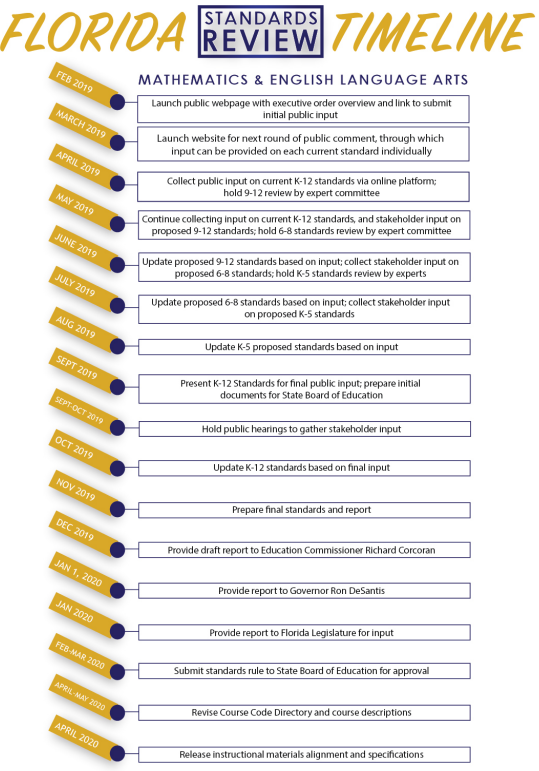 FLORIDA STANDARDS REVIEW TIMELINE
MATHEMATICS & ENGLISH LANGUAGE ARTS
FEB 2019
Launch public webpage with executive order overview and link to submit
initial public input
MARCH 2019
Launch website for next round of public comment, through which
input can be provided on each current standard individually
APRIL 2019
Collect public input on current K-12 standards via online platform;
hold 9-12 review by expert committee
MAY 2019
Continue collecting input on current K-12 standards, and stakeholder input on
proposed 9-12 standards; hold 6-8 standards review by expert committee
JUNE 2019
Update proposed 9-12 standards based on input; collect stakeholder input on
proposed 6-8 standards; hold K-5 standards review by experts
JULY 2019
Update proposed 6-8 standards based on input; collect stakeholder input
on proposed K-5 standards
AUG 2019
Update K-5 proposed standards based on input
SEPT 2019
Present K-12 Standards for final public input; prepare initial
documents for State Board of Education
SEPT-OCT 2019
Hold public hearings to gather stakeholder input
OCT 2019
Update K-12 standards based on final input
NOV 2019
Prepare final standards and report
DEC 2019
Provide draft report to Education Commissioner Richard Corcoran
JAN 1, 2020
Provide report to Governor Ron DeSantis
JAN 2020
Provide report to Florida Legislature for input
FEB-MAR 2020
Submit standards rule to State Board of Education for approval
APRIL-MAY 2020
Revise Course Code Directory and course descriptions
APRIL 2020
Release instructional materials alignment and specifications